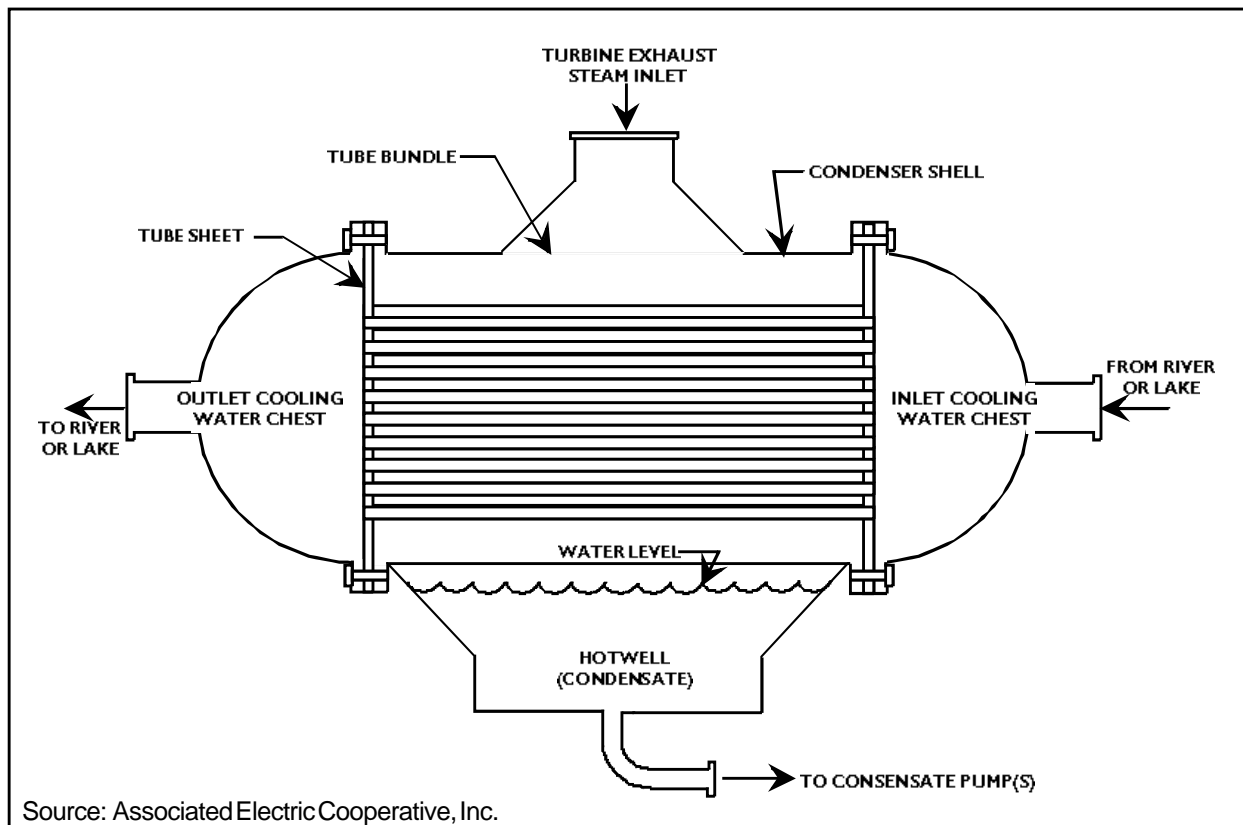 TURBINE EXHAUST
STEAM INLET
TUBE BUNDLE
CONDENSER SHELL
TUBE SHEET
FROM RIVER
OR LAKE
OUTLET COOLING
WATER CHEST
INLET COOLING
WATER CHEST
TO RIVER
OR LAKE
WATER LEVEL
HOTWELL
(CONDENSATE)
TO CONSENSATE PUMP(S)
Source: Associated Electric Cooperative, Inc.